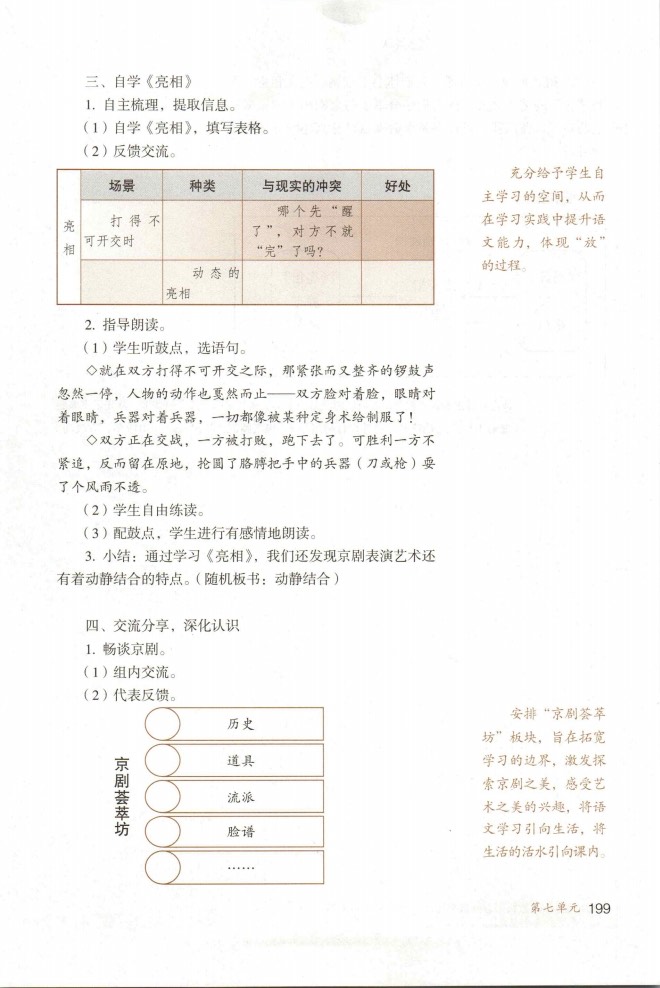 三、自学《亮相》
1. 自主梳理，提取信息。
（1）自学《亮相》，填写表格。
（2）反馈交流。
场景 种类 与现实的冲突 好处
亮相
打得不
可开交时
哪个先“醒
了”，对方不就
“完”了吗？
动态的
亮相
充分给予学生自
主学习的空间，从而
在学习实践中提升语
文能力，体现“放”
的过程。
2. 指导朗读。
（1）学生听鼓点，选语句。
◇就在双方打得不可开交之际，那紧张而又整齐的锣鼓声
忽然一停，人物的动作也戛然而止——双方脸对着脸，眼睛对
着眼睛，兵器对着兵器，一切都像被某种定身术给制服了！
◇双方正在交战，一方被打败，跑下去了。可胜利一方不
紧追，反而留在原地，抡圆了胳膊把手中的兵器（刀或枪）耍
了个风雨不透。
（2）学生自由练读。
（3）配鼓点，学生进行有感情地朗读。
3. 小结：通过学习《亮相》，我们还发现京剧表演艺术还
有着动静结合的特点。（随机板书：动静结合）
四、交流分享，深化认识
1. 畅谈京剧。
（1）组内交流。
（2）代表反馈。
京剧荟萃坊
历史
道具
流派
脸谱
……
安排“京剧荟萃
坊”板块，旨在拓宽
学习的边界，激发探
索京剧之美，感受艺
术之美的兴趣，将语
文学习引向生活，将
生活的活水引向课内。
第七单元 199